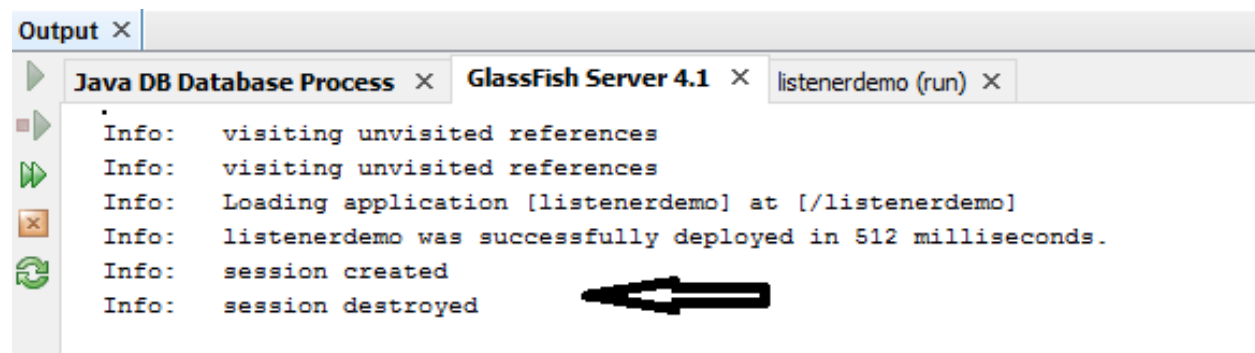 Output
Java DB Database Process GlassFish Server 4.1 listenerdemo (run)
Info: visiting unvisited references
Info: visiting unvisited references
Info: Loading application [listenerdemo] at [/listenerdemo]
Info: listenerdemo was successfully deployed in 512 milliseconds.
Info: session created
Info: session destroyed